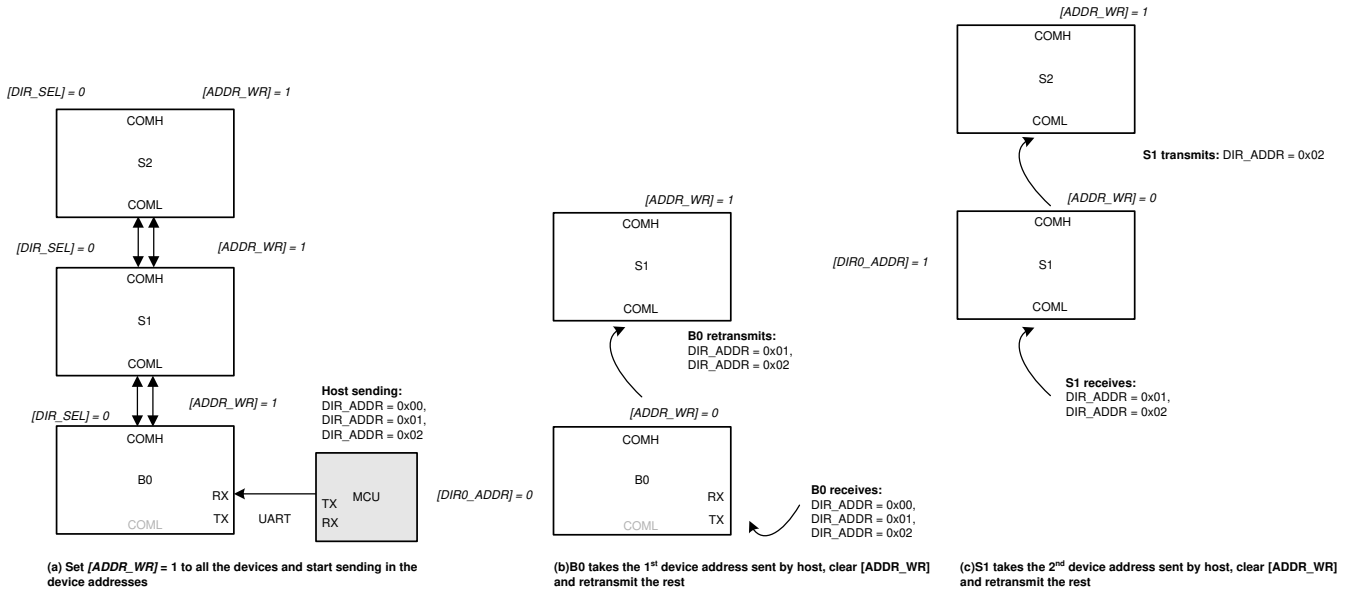 [DIR_SEL] = 0
[ADDR_WR] = 1
COMH
S2
COML
[DIR_SEL] = 0
[ADDR_WR] = 1
COMH
S1
COML
[DIR_SEL] = 0
[ADDR_WR] = 1
COMH
B0
RX
TX
COML
UART
Host sending:
DIR_ADDR = 0x00,
DIR_ADDR = 0x01,
DIR_ADDR = 0x02
MCU
TX
RX
(a) Set [ADDR_WR] = 1 to all the devices and start sending in the
device addresses
[ADDR_WR] = 1
COMH
S1
COML
B0 retransmits:
DIR_ADDR = 0x01,
DIR_ADDR = 0x02
[ADDR_WR] = 0
[DIR0_ADDR] = 0
COMH
B0
RX
TX
COML
B0 receives:
DIR_ADDR = 0x00,
DIR_ADDR = 0x01,
DIR_ADDR = 0x02
(b)B0 takes the 1st device address sent by host, clear [ADDR_WR]
and retransmit the rest
[ADDR_WR] = 1
COMH
S2
COML
S1 transmits: DIR_ADDR = 0x02
[ADDR_WR] = 0
[DIR0_ADDR] = 1
COMH
S1
COML
S1 receives:
DIR_ADDR = 0x01,
DIR_ADDR = 0x02
(c)S1 takes the 2nd device address sent by host, clear [ADDR_WR]
and retransmit the rest